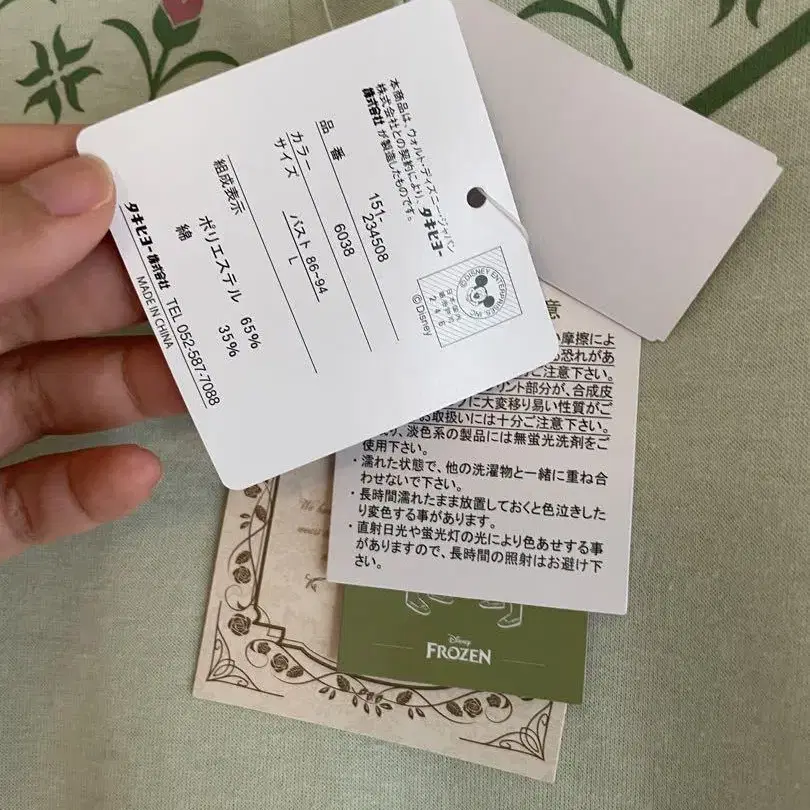 本商品は、ウォルト・ディズニー・ジャパン
株式会社との契約により、タキヒヨー
株式会社が製造したものです。
品 番 151-
234508
カラー 6038
サイズ バスト 86~94
L
組成表示
ポリエステル 65%
綿 35%
タキヒヨー株式会社
MADE IN CHINA TEL 052-587-7088
©DISNEY ENTERPRISES, INC.
©Disney
意
摩擦によ
恐れがあ
ご注意下さい。
リント部分が、合成皮
に大変移り易い性質がご
お取扱いには十分ご注意下さい。
、淡色系の製品には無蛍光洗剤をご
使用下さい。
・濡れた状態で、他の洗濯物と一緒に重ね合
わせないで下さい。
・長時間濡れたまま放置しておくと色泣きした
り変色する事があります。
・直射日光や蛍光灯の光により色あせする事
がありますので、長時間の照射はお避け下
さい。
Disney
FROZEN